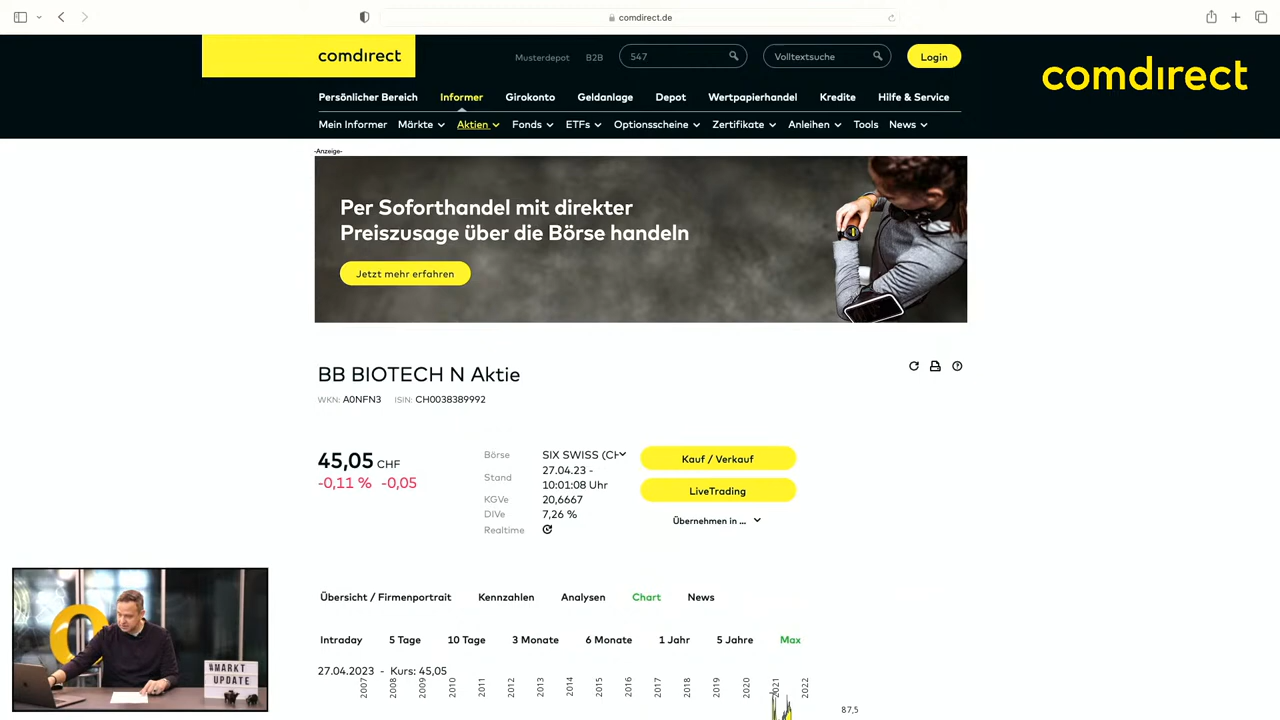 comdirect.de
comdırect
Musterdepot B2B 547 Volltextsuche Login
comdırect
Persönlicher Bereich Informer Girokonto Geldanlage Depot Wertpapierhandel Kredite Hilfe & Service
Mein Informer Märkte Aktien Fonds ETFs Optionsscheine Zertifikate Anleihen Tools News
-Anzeige-
Per Soforthandel mit direkter
Preiszusage über die Börse handeln
Jetzt mehr erfahren
BB BIOTECH N Aktie
WKN: A0NFN3 ISIN: CH0038389992
45,05 CHF
-0,11 % -0,05
Börse SIX SWISS (CH
Stand 27.04.23 -
10:01:08 Uhr
KGVe 20,6667
DIVe 7,26 %
Realtime
Kauf / Verkauf
LiveTrading
Übernehmen in ...
Übersicht / Firmenportrait Kennzahlen Analysen Chart News
Intraday 5 Tage 10 Tage 3 Monate 6 Monate 1 Jahr 5 Jahre Max
27.04.2023 - Kurs: 45,05
2007 2008 2009 2010 2011 2012 2013 2014 2015 2016 2017 2018 2019 2020 2021 2022
87,5
#MARKT
UPDATE